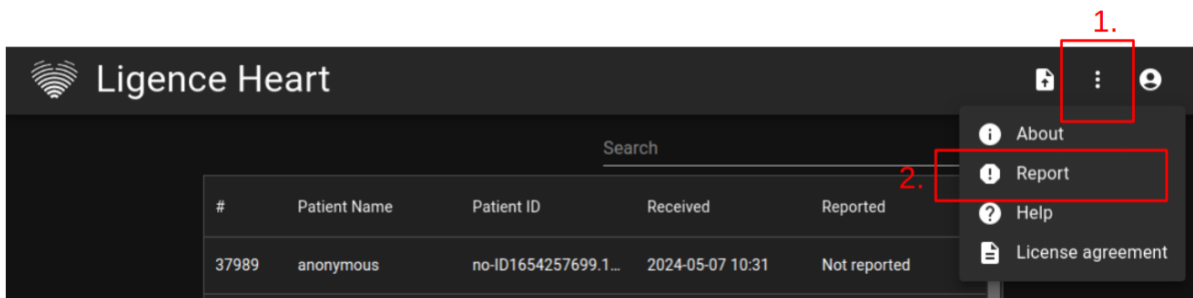 1.
Ligence Heart
About
Search
2.
Report
# Patient Name Patient ID Received Reported
Help
37989 anonymous no-ID1654257699.1... 2024-05-07 10:31 Not reported
License agreement